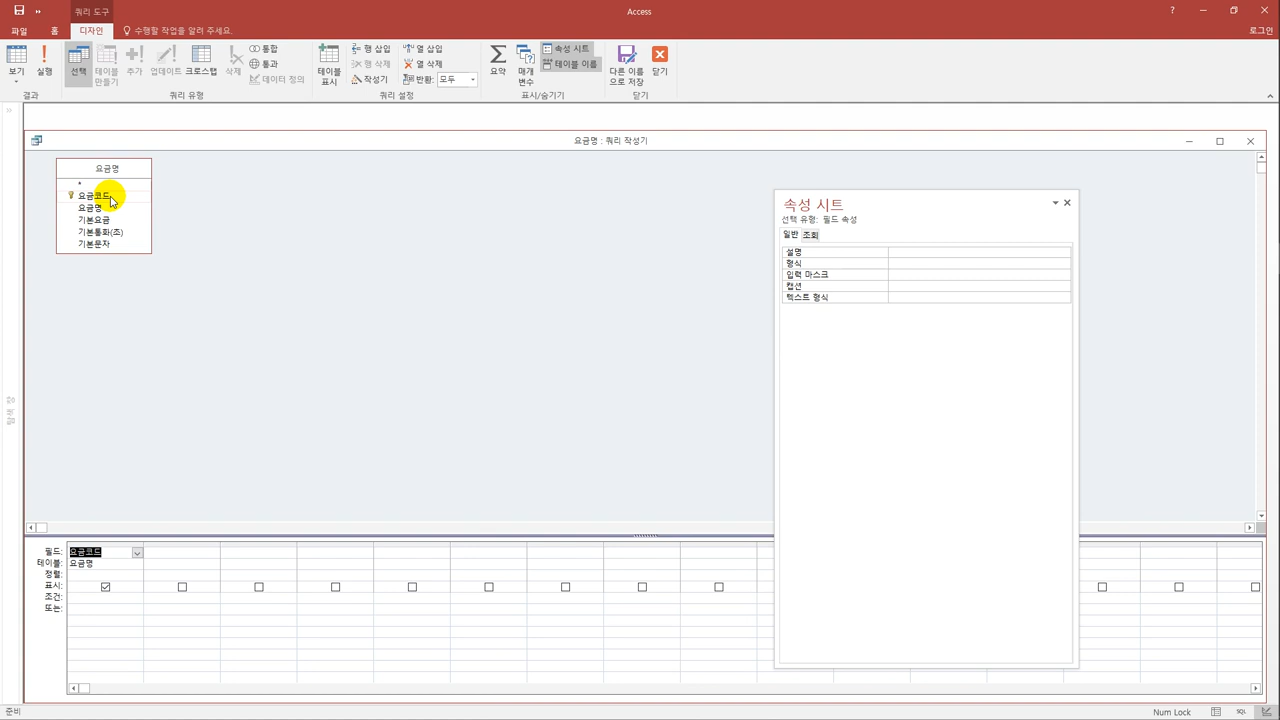 쿼리 도구
Access
파일
홈
디자인
수행할 작업을 알려 주세요.
로그인
보기
실행
선택
테이블
만들기
추가
업데이트
크로스탭
삭제
통합
통과
데이터 정의
테이블
표시
행 삽입
행 삭제
작성기
열 삽입
열 삭제
반환:
모두
요약
매개
변수
속성 시트
테이블 이름
다른 이름
으로 저장
닫기
결과
쿼리 유형
쿼리 설정
표시/숨기기
닫기
요금명 : 쿼리 작성기
요금명
*
요금코드
요금명
기본요금
기본통화(조)
기본문자
속성 시트
선택 유형: 필드 속성
일반
조회
설명
형식
입력 마스크
캡션
텍스트 형식
탐색 창
필드:
요금코드
테이블:
요금명
정렬:
표시:
조건:
또는:
준비
Num Lock
SQL